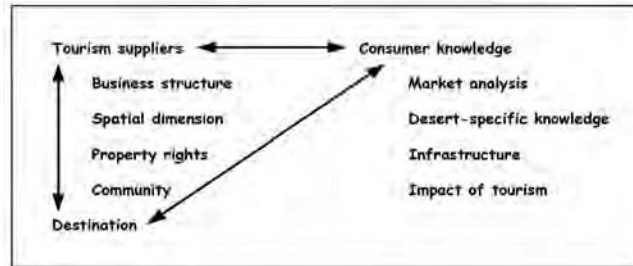 Tourism suppliers
Consumer knowledge
Business structure
Market analysis
Spatial dimension
Desert-specific knowledge
Property rights
Infrastructure
Community
Impact of tourism
Destination